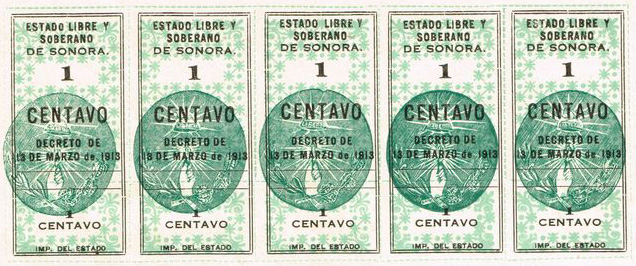 ESTADO LIBRE Y
SOBERANO
DE SONORA.
1
CENTAVO
DECRETO DE
13 DE MARZO de 1913
1
CENTAVO
IMP. DEL ESTADO
ESTADO LIBRE Y
SOBERANO
DE SONORA.
1
CENTAVO
DECRETO DE
13 DE MARZO de 1913
1
CENTAVO
IMP. DEL ESTADO
ESTADO LIBRE Y
SOBERANO
DE SONORA.
1
CENTAVO
DECRETO DE
13 DE MARZO de 1913
1
CENTAVO
IMP. DEL ESTADO
ESTADO LIBRE Y
SOBERANO
DE SONORA.
1
CENTAVO
DECRETO DE
13 DE MARZO de 1913
1
CENTAVO
IMP. DEL ESTADO
ESTADO LIBRE Y
SOBERANO
DE SONORA.
1
CENTAVO
DECRETO DE
13 DE MARZO de 1913
1
CENTAVO
IMP. DEL ESTADO